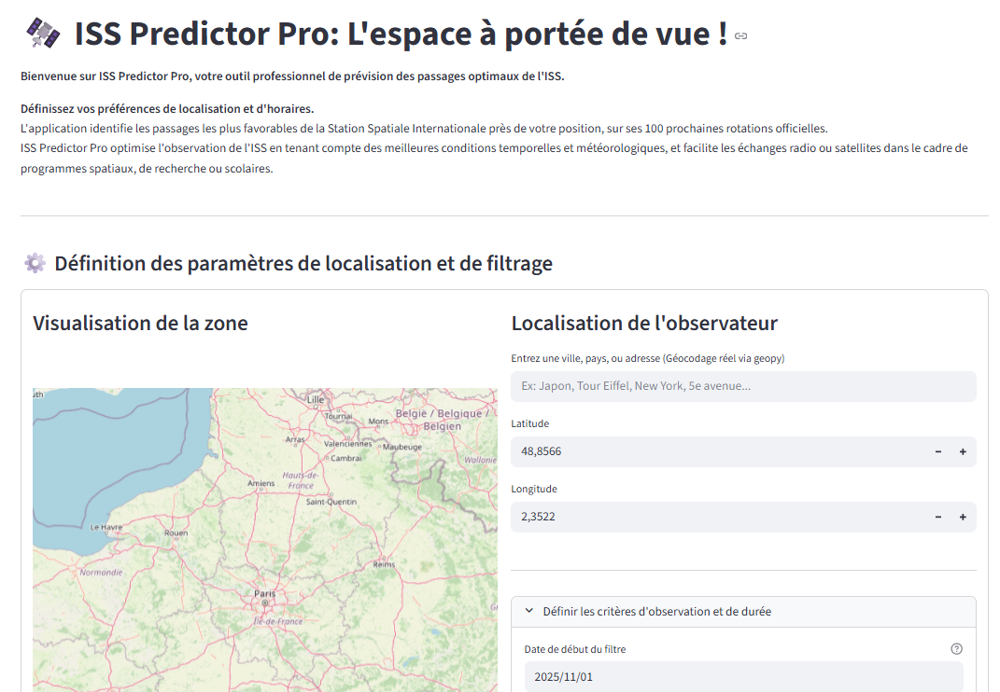 ISS Predictor Pro: L'espace à portée de vue !
Bienvenue sur ISS Predictor Pro, votre outil professionnel de prévision des passages optimaux de l'ISS.
Définissez vos préférences de localisation et d'horaires.
L'application identifie les passages les plus favorables de la Station Spatiale Internationale près de votre position, sur ses 100 prochaines rotations officielles.
ISS Predictor Pro optimise l'observation de l'ISS en tenant compte des meilleures conditions temporelles et météorologiques, et facilite les échanges radio ou satellites dans le cadre de
programmes spatiaux, de recherche ou scolaires.
Définition des paramètres de localisation et de filtrage
Visualisation de la zone
uth
Lille
Tournai
Mons
België / Belgique /
Belgien
Arras
Valenciennes
Maubeuge
Cambrai
Wallonie
Amiens
Hauts-de-
France
Saint-Quentin
Le Havre
Rouen
Reims
Normandie
Paris
Île-de-France
Localisation de l'observateur
Entrez une ville, pays, ou adresse (Géocodage réel via geopy)
Ex: Japon, Tour Eiffel, New York, 5e avenue...
Latitude
48,8566
Longitude
2,3522
Définir les critères d'observation et de durée
Date de début du filtre
2025/11/01